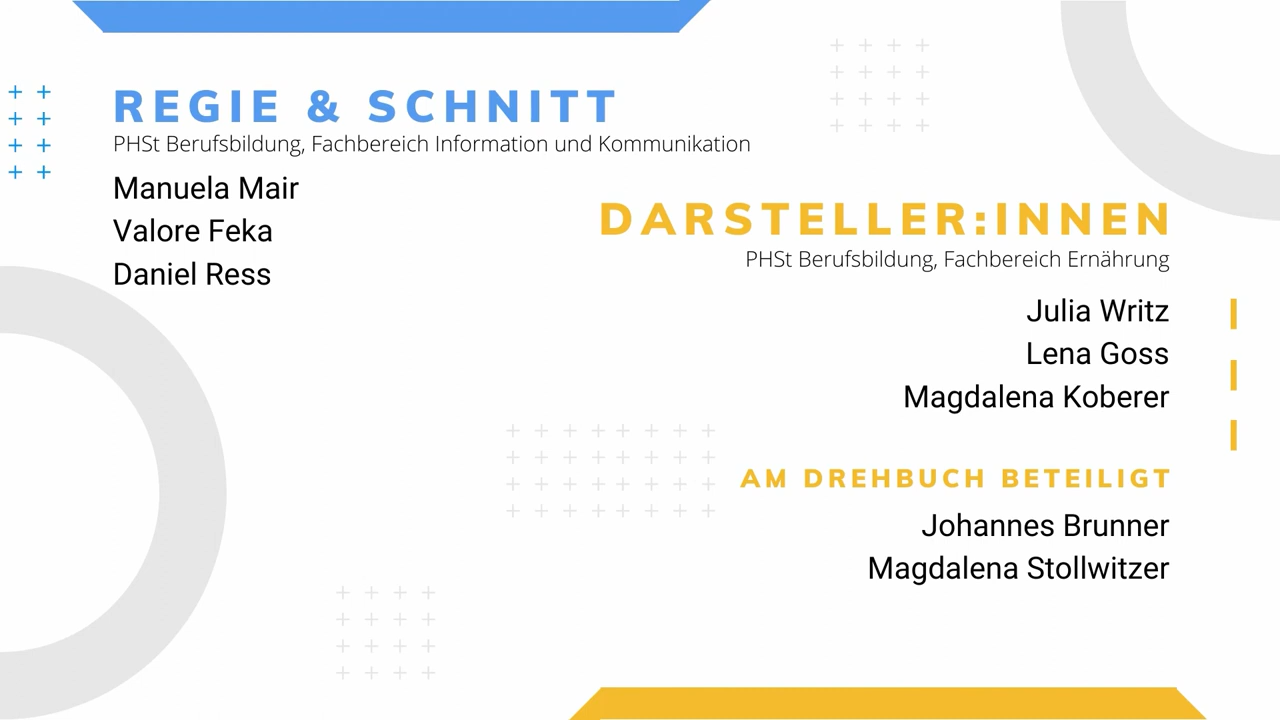 REGIE & SCHNITT
PHSt Berufsbildung, Fachbereich Information und Kommunikation
Manuela Mair
Valore Feka
Daniel Ress
DARSTELLER:INNEN
PHSt Berufsbildung, Fachbereich Ernährung
Julia Writz
Lena Goss
Magdalena Koberer
AM DREHBUCH BETEILIGT
Johannes Brunner
Magdalena Stollwitzer